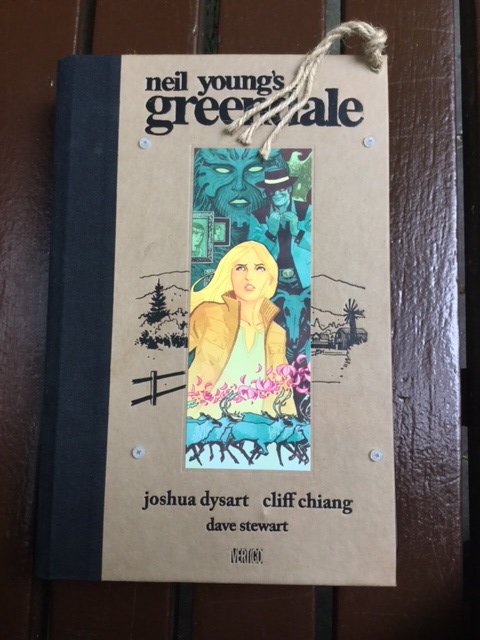 neil young's
greendale
joshua dysart cliff chiang
dave stewart
VERTIGO